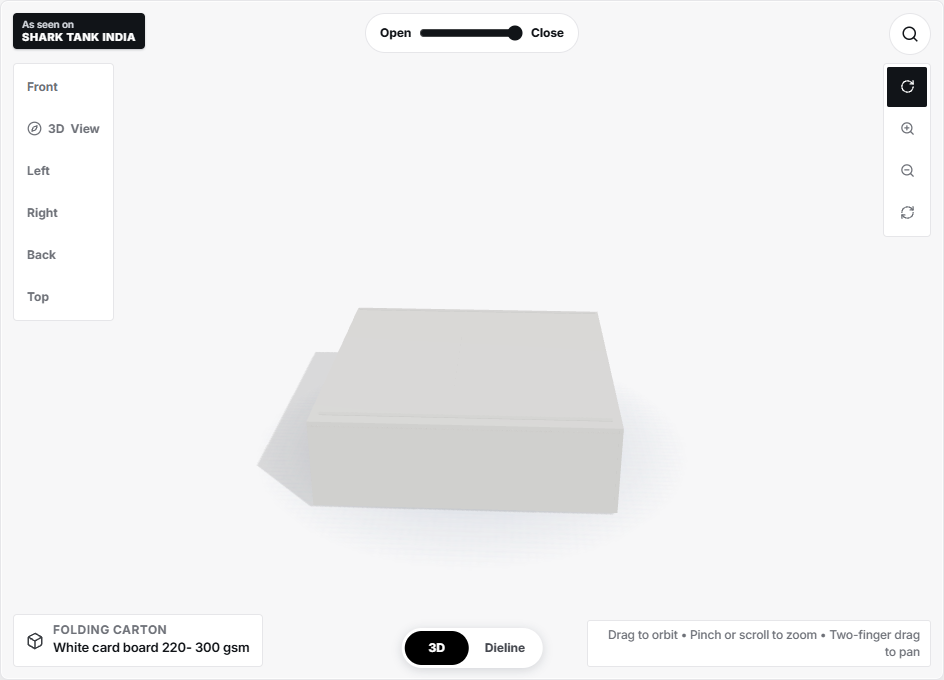 As seen on
SHARK TANK INDIA
Open Close
Front
3D View
Left
Right
Back
Top
FOLDING CARTON
White card board 220- 300 gsm
3D Dieline
Drag to orbit • Pinch or scroll to zoom • Two-finger drag
to pan